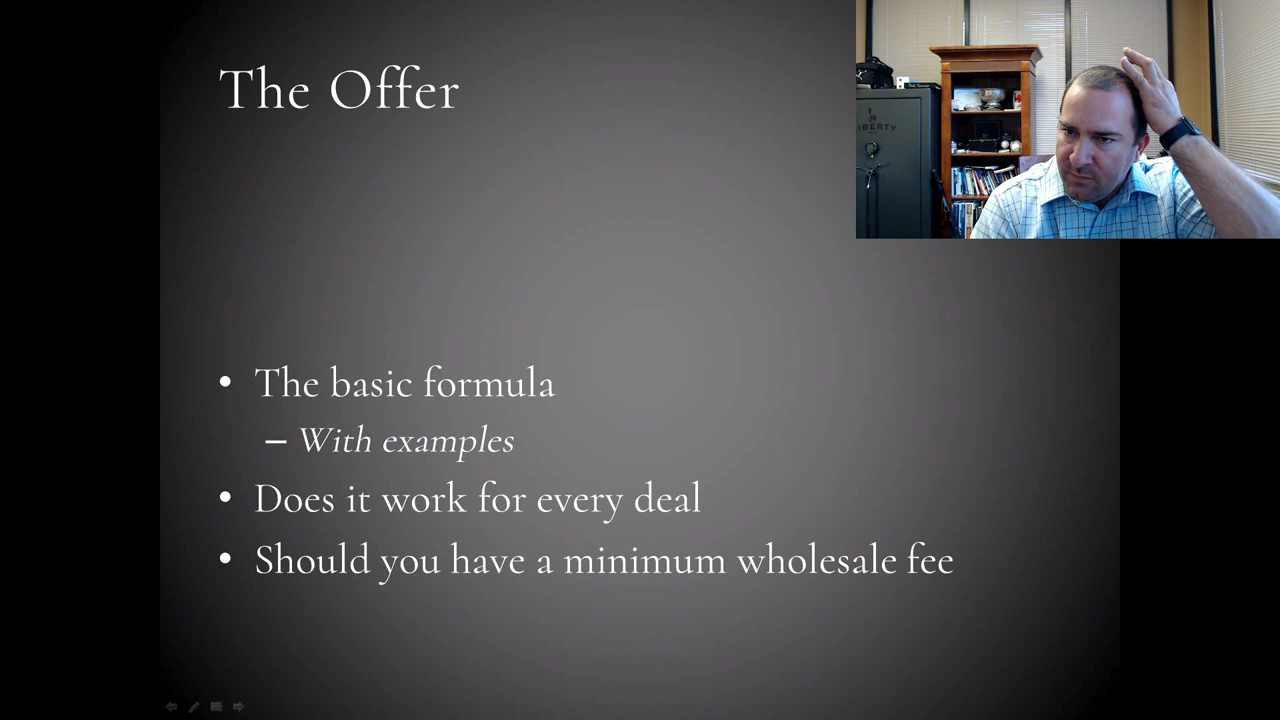 The Offer
LIBERTY
• The basic formula
– With examples
• Does it work for every deal
• Should you have a minimum wholesale fee